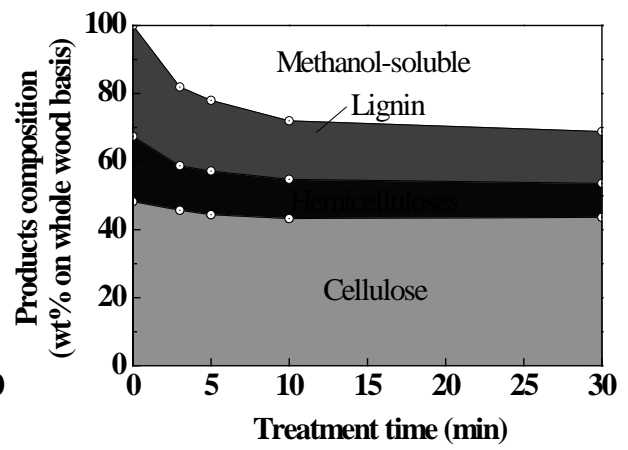 Products composition
(wt% on whole wood basis)
100
80
60
40
20
0
Methanol-soluble
Lignin
Hemicelluloses
Cellulose
0
5
10
15
20
25
30
Treatment time (min)
0